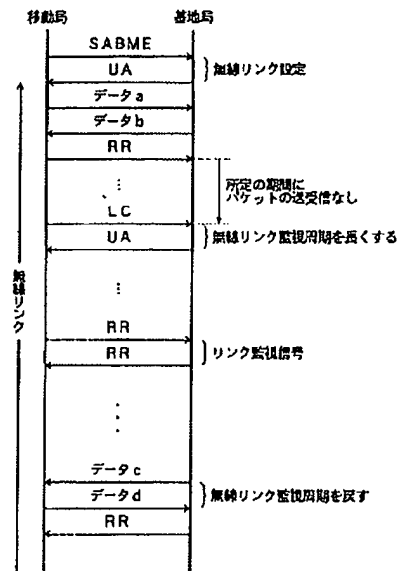 移動局
基地局
SABME
UA
無線リンク設定
データa
データb
RR
所定の期間に
パケットの送受信なし
LC
UA
無線リンク監視周期を長くする
無線リンク
RR
RR
リンク監視信号
データc
データd
無線リンク監視周期を戻す
RR